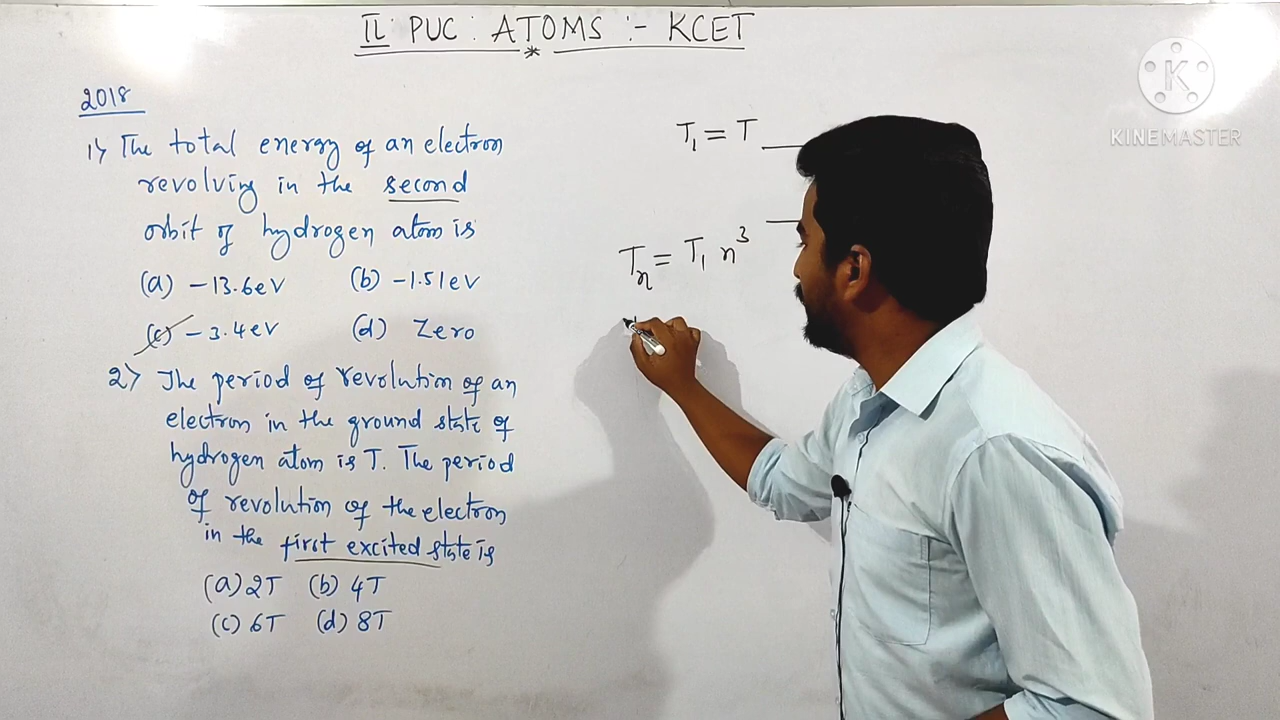 II PUC : ATOMS :- KCET
*
2018
1) The total energy of an electron
revolving in the second
orbit of hydrogen atom is
(a) -13.6eV (b) -1.51eV
(c) -3.4eV (d) Zero
2) The period of revolution of an
electron in the ground state of
hydrogen atom is T. The period
of revolution of the electron
in the first excited state is
(a) 2T (b) 4T
(c) 6T (d) 8T
T₁ = T
Tₙ = T₁ n³
K
KINEMASTER